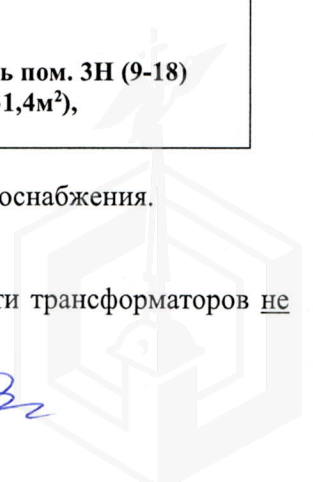 ь пом. 3Н (9-18)
1,4м²),
оснабжения.
ти трансформаторов не